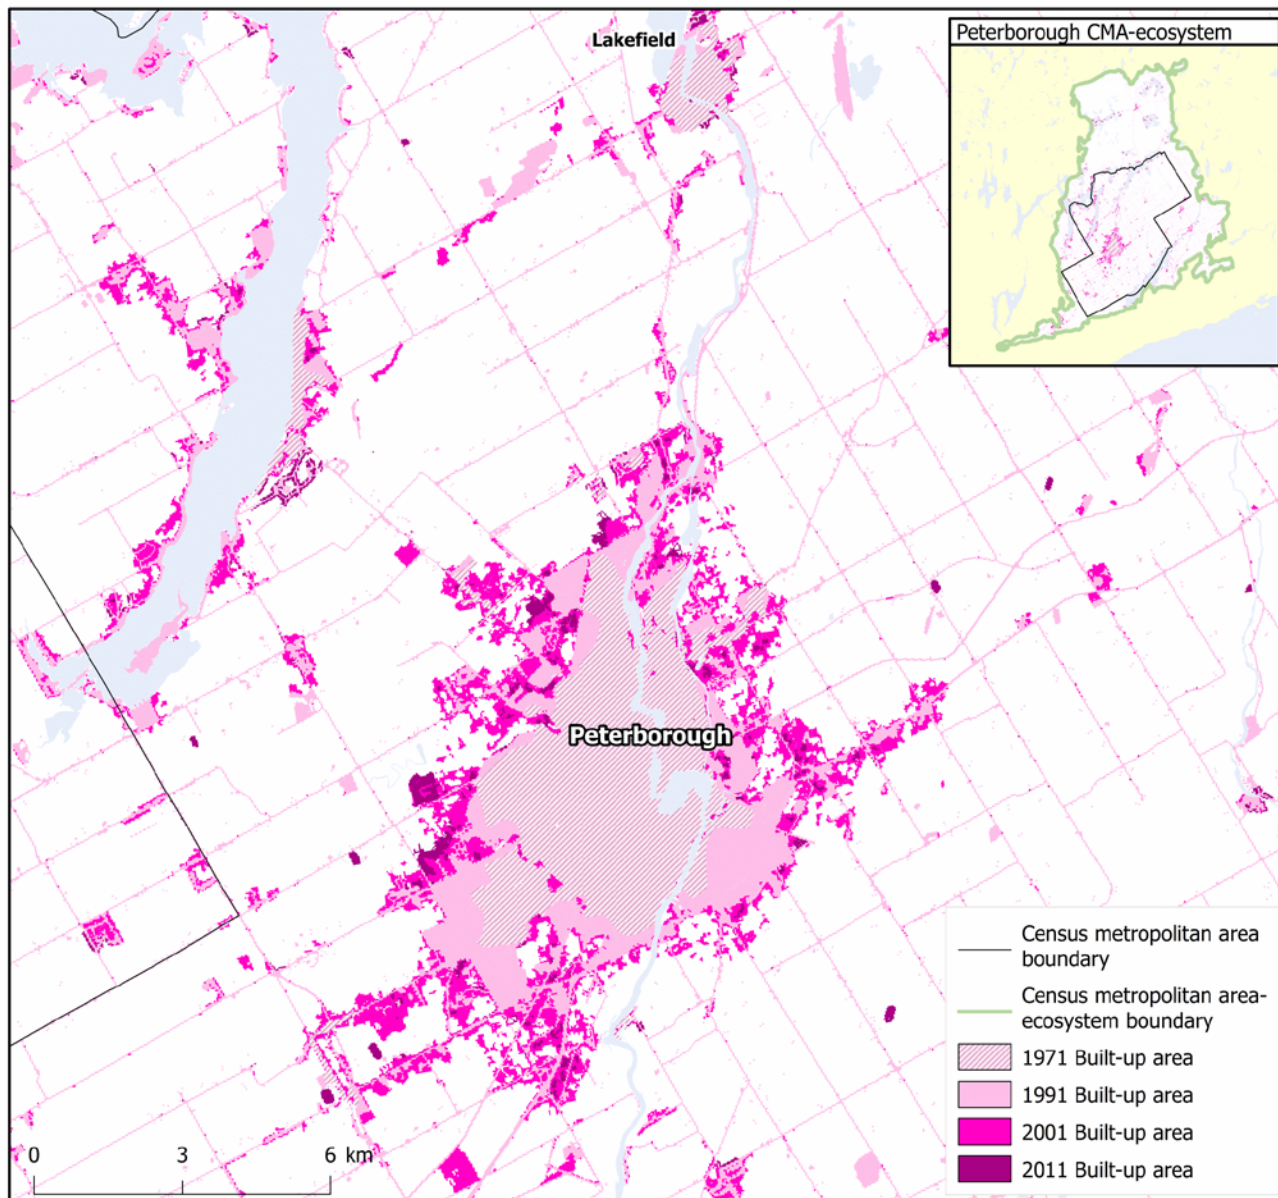 Lakefield
Peterborough CMA-ecosystem
Peterborough
Census metropolitan area
boundary
Census metropolitan area-
ecosystem boundary
1971 Built-up area
1991 Built-up area
2001 Built-up area
2011 Built-up area
0 3 6 km